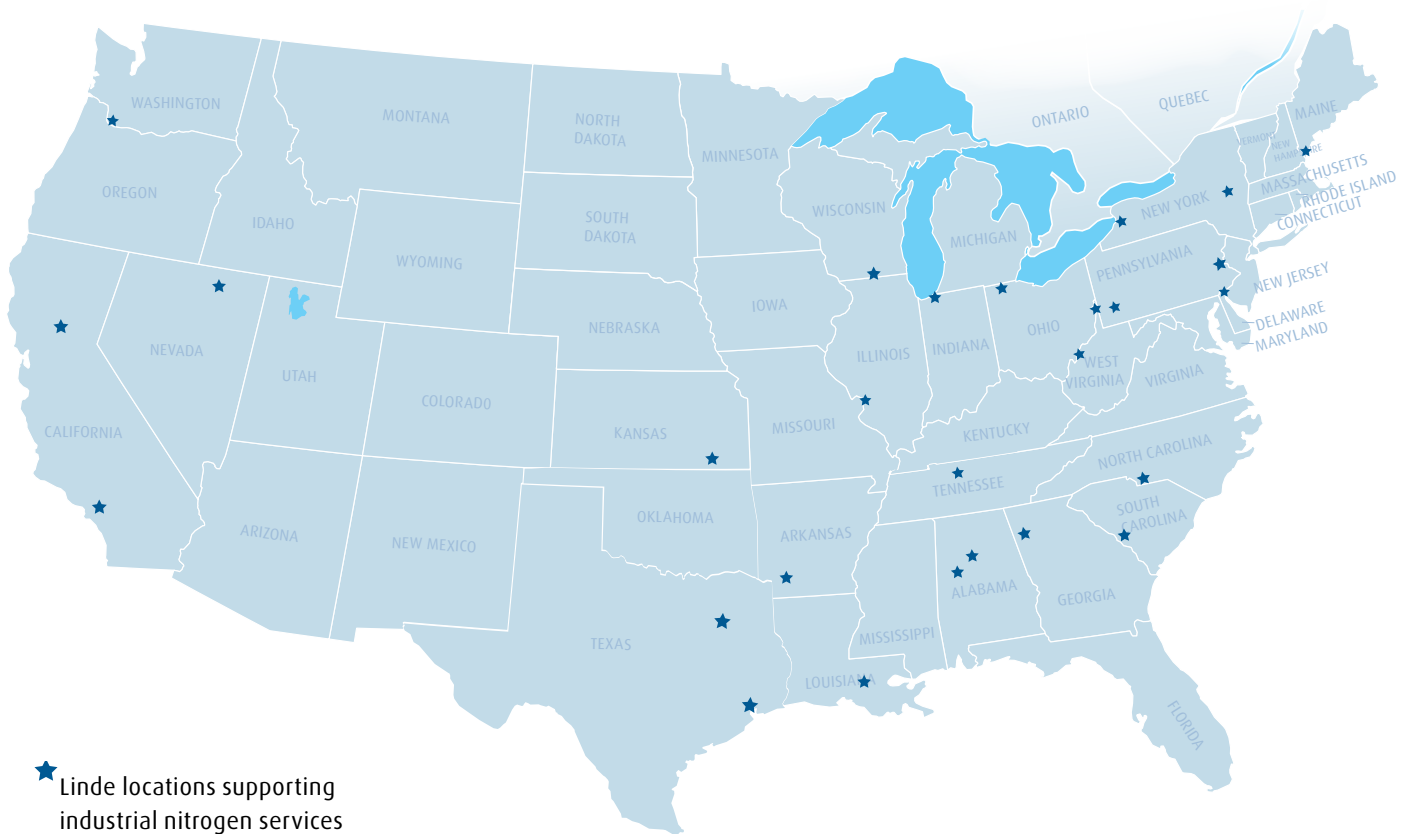 WASHINGTON
MONTANA
NORTH
DAKOTA
MINNESOTA
ONTARIO
QUEBEC
MAINE
VERMONT
NEW
HAMPSHIRE
MASSACHUSETTS
RHODE ISLAND
CONNECTICUT
OREGON
IDAHO
WYOMING
SOUTH
DAKOTA
WISCONSIN
MICHIGAN
NEW YORK
PENNSYLVANIA
NEW JERSEY
DELAWARE
MARYLAND
NEVADA
UTAH
COLORADO
NEBRASKA
IOWA
ILLINOIS
INDIANA
OHIO
WEST
VIRGINIA
VIRGINIA
CALIFORNIA
KANSAS
MISSOURI
KENTUCKY
NORTH CAROLINA
TENNESSEE
SOUTH
CAROLINA
ARIZONA
NEW MEXICO
OKLAHOMA
ARKANSAS
ALABAMA
GEORGIA
TEXAS
MISSISSIPPI
LOUISIANA
FLORIDA
Linde locations supporting
industrial nitrogen services